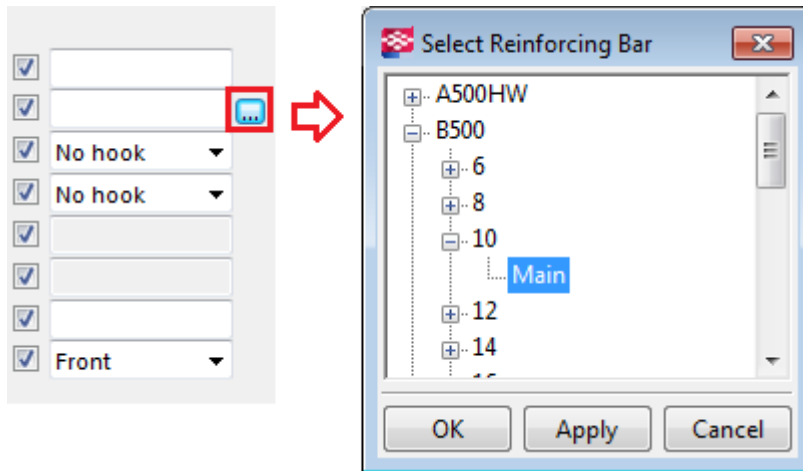 No hook
No hook
Front
...
Select Reinforcing Bar
A500HW
B500
6
8
10
Main
12
14
OK Apply Cancel